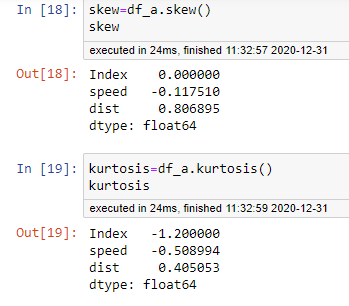 In [18]: skew=df_a.skew()
skew
executed in 24ms, finished 11:32:57 2020-12-31
Out[18]: Index    0.000000
speed   -0.117510
dist     0.806895
dtype: float64
In [19]: kurtosis=df_a.kurtosis()
kurtosis
executed in 24ms, finished 11:32:59 2020-12-31
Out[19]: Index   -1.200000
speed   -0.508994
dist     0.405053
dtype: float64